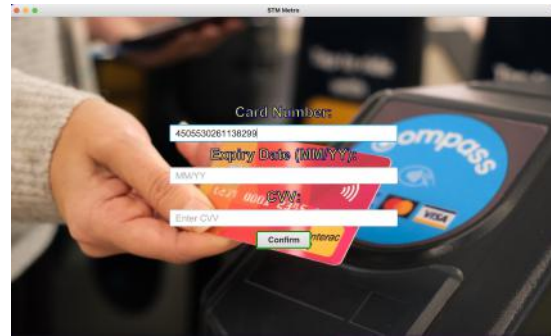 STM Metro
Card Number:
4505530261138299
Expiry Date (MM/YY):
MM/YY
CVV:
Enter CVV
Confirm
ompass
VISA
Interac